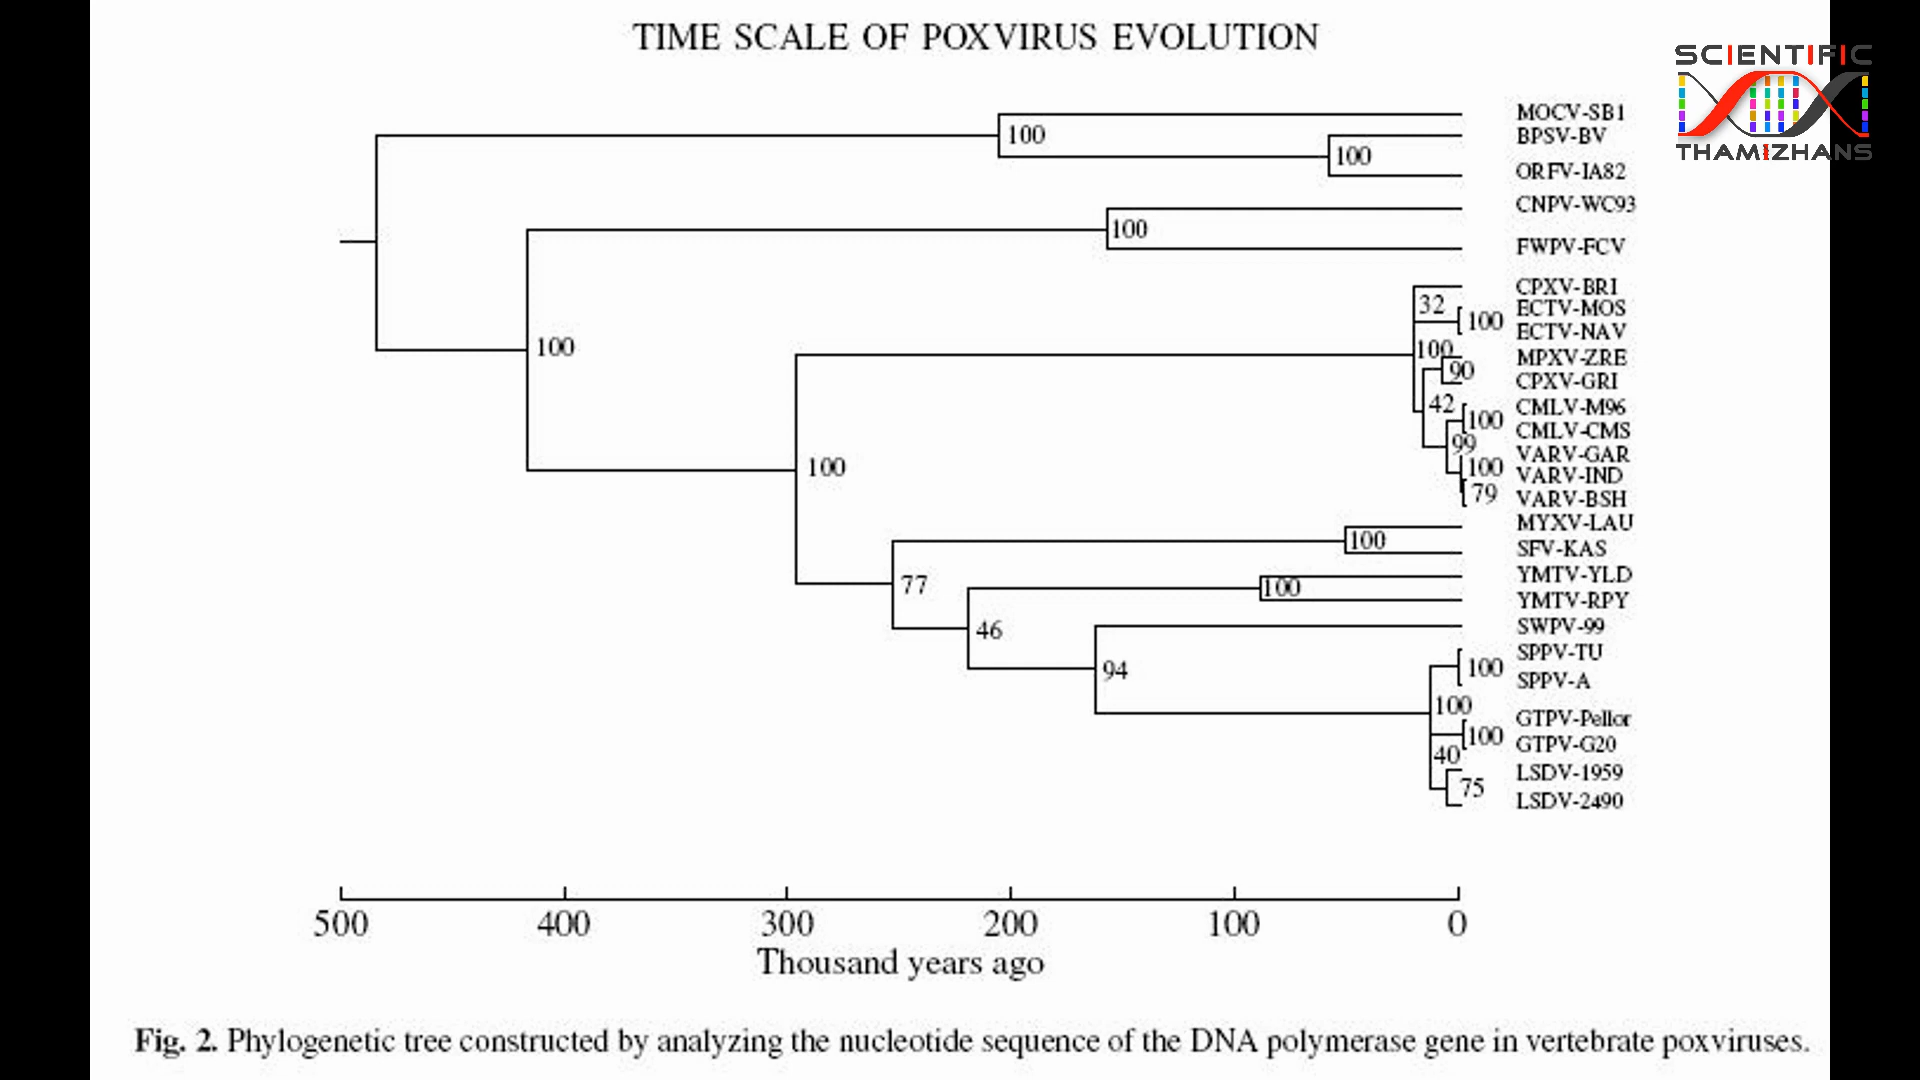 TIME SCALE OF POXVIRUS EVOLUTION
SCIENTIFIC
THAMIZHANS
MOCV-SB1
100
BPSV-BV
100
ORFV-IA82
CNPV-WC93
100
FWPV-FCV
CPXV-BRI
32
ECTV-MOS
100
ECTV-NAV
100
100
MPXV-ZRE
90
CPXV-GRI
42
CMLV-M96
100
CMLV-CMS
99
VARV-GAR
100
100
VARV-IND
79
VARV-BSH
MYXV-LAU
100
SFV-KAS
YMTV-YLD
77
100
YMTV-RPY
46
SWPV-99
SPPV-TU
94
100
SPPV-A
100
GTPV-Pellor
100
GTPV-G20
40
LSDV-1959
75
LSDV-2490
500 400 300 200 100 0
Thousand years ago
Fig. 2. Phylogenetic tree constructed by analyzing the nucleotide sequence of the DNA polymerase gene in vertebrate poxviruses.